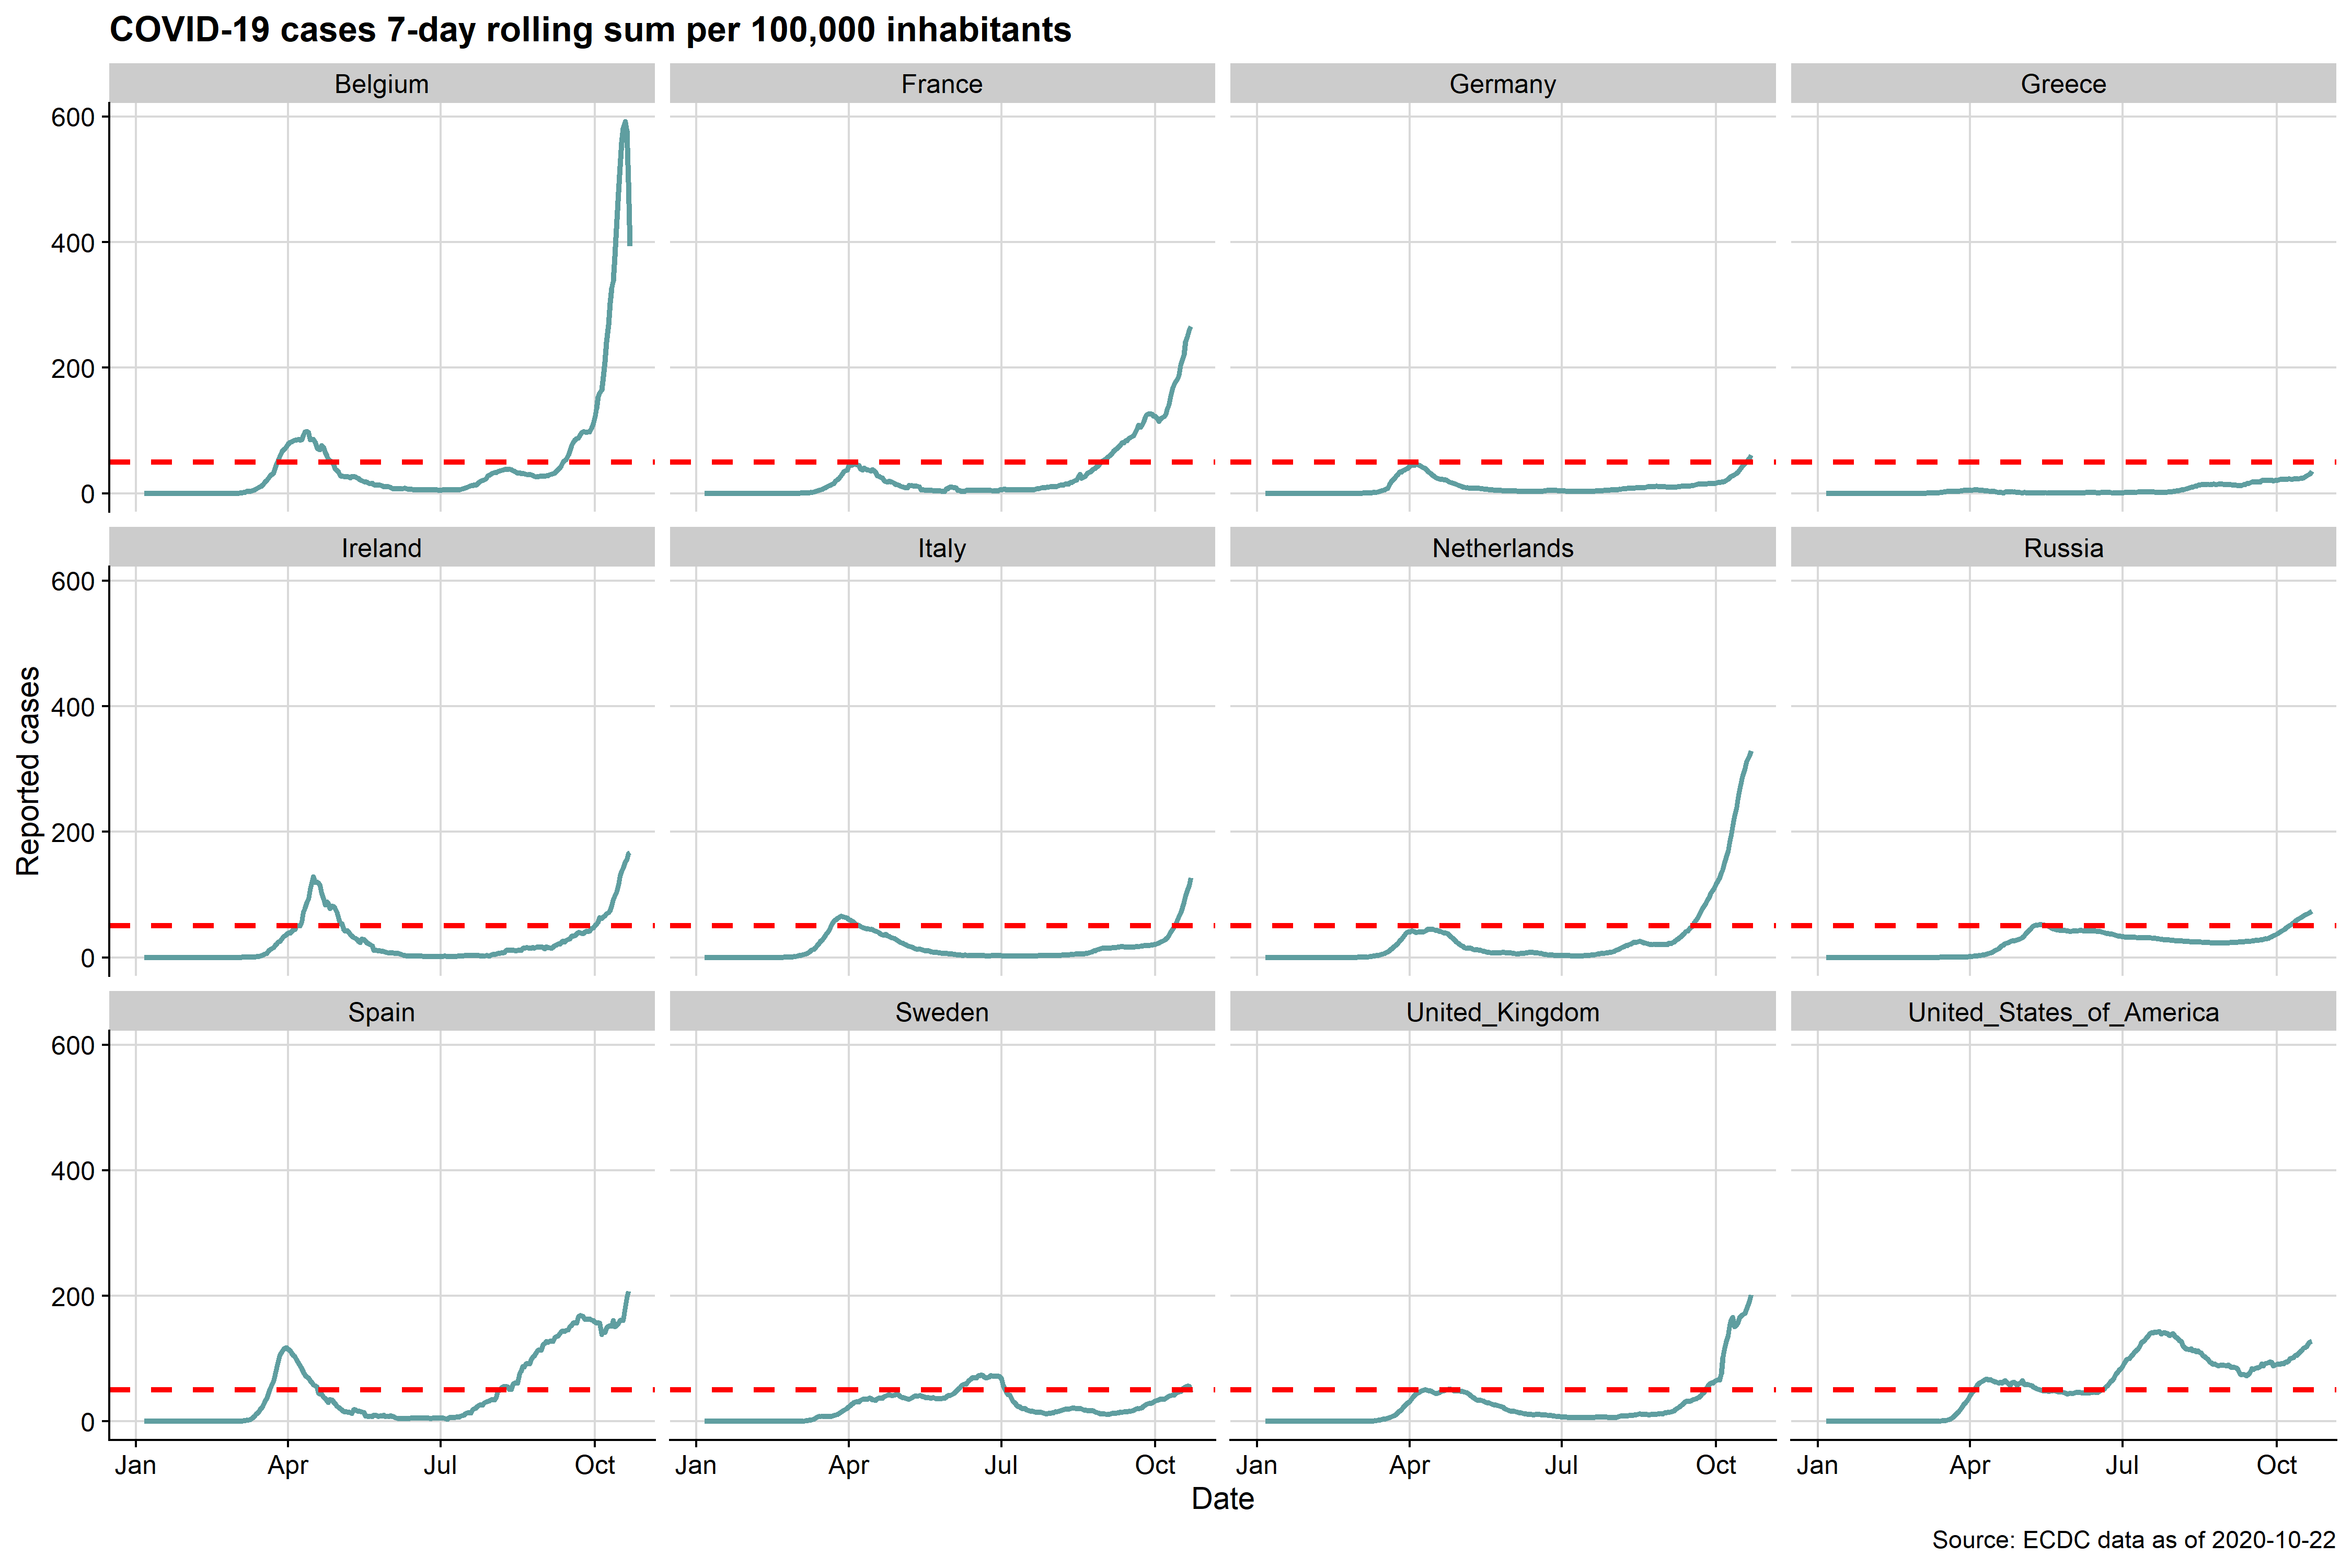 COVID-19 cases 7-day rolling sum per 100,000 inhabitants
Belgium France Germany Greece
600
400
200
0
Ireland Italy Netherlands Russia
600
400
200
0
Reported cases
Spain Sweden United_Kingdom United_States_of_America
600
400
200
0
Jan Apr Jul Oct Jan Apr Jul Oct Jan Apr Jul Oct Jan Apr Jul Oct
Date
Source: ECDC data as of 2020-10-22